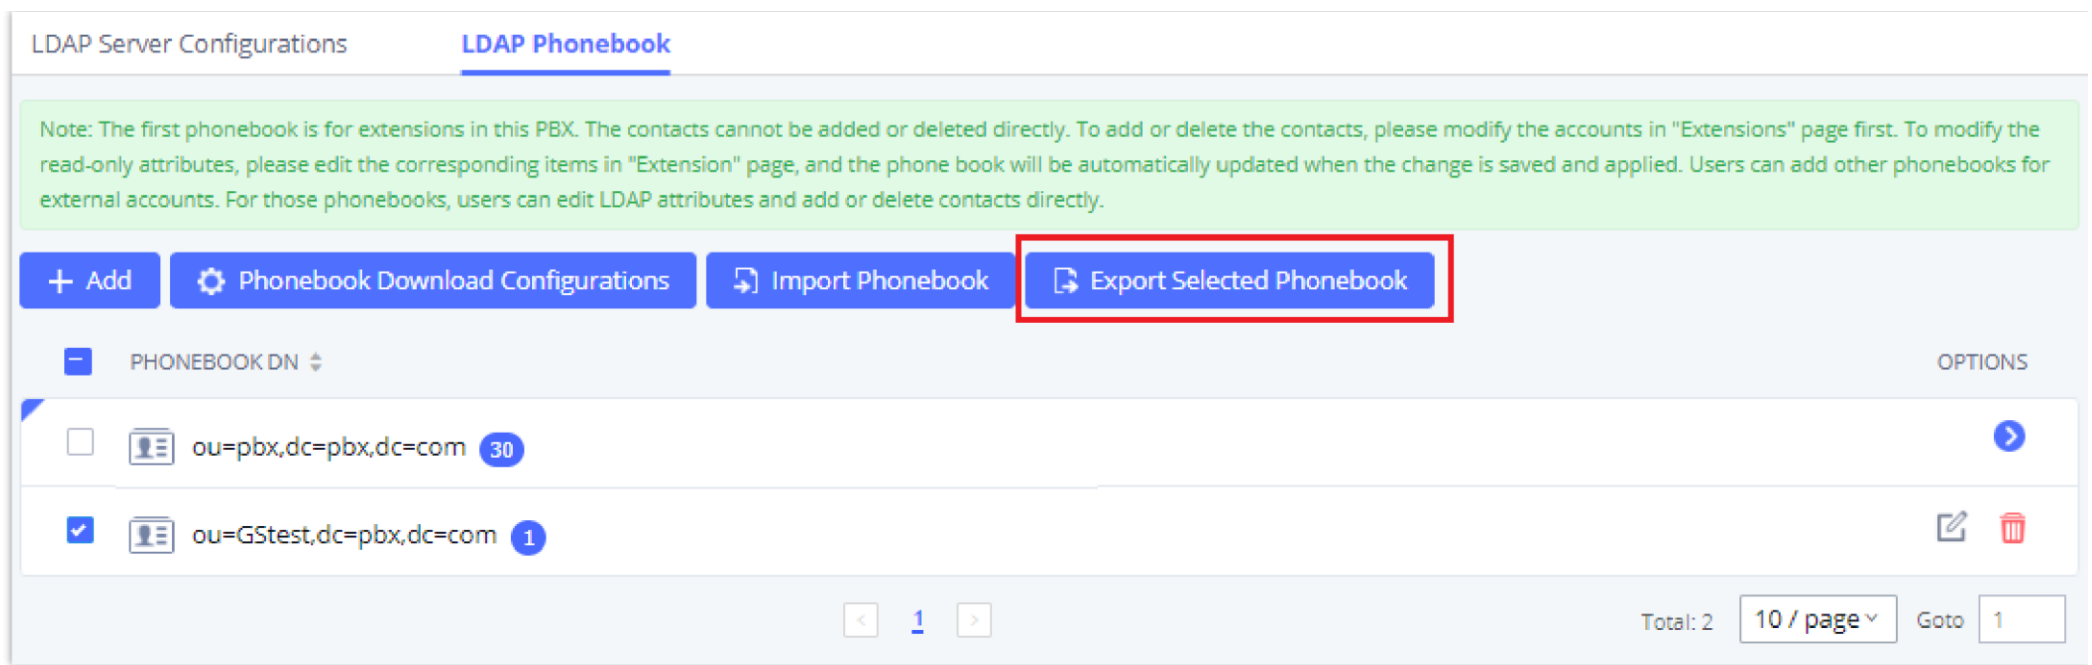 LDAP Server Configurations LDAP Phonebook
Note: The first phonebook is for extensions in this PBX. The contacts cannot be added or deleted directly. To add or delete the contacts, please modify the accounts in "Extensions" page first. To modify the
read-only attributes, please edit the corresponding items in "Extension" page, and the phone book will be automatically updated when the change is saved and applied. Users can add other phonebooks for
external accounts. For those phonebooks, users can edit LDAP attributes and add or delete contacts directly.
+ Add Phonebook Download Configurations Import Phonebook Export Selected Phonebook
PHONEBOOK DN OPTIONS
ou=pbx,dc=pbx,dc=com 30
ou=GStest,dc=pbx,dc=com 1
< 1 > Total: 2 10 / page Goto 1